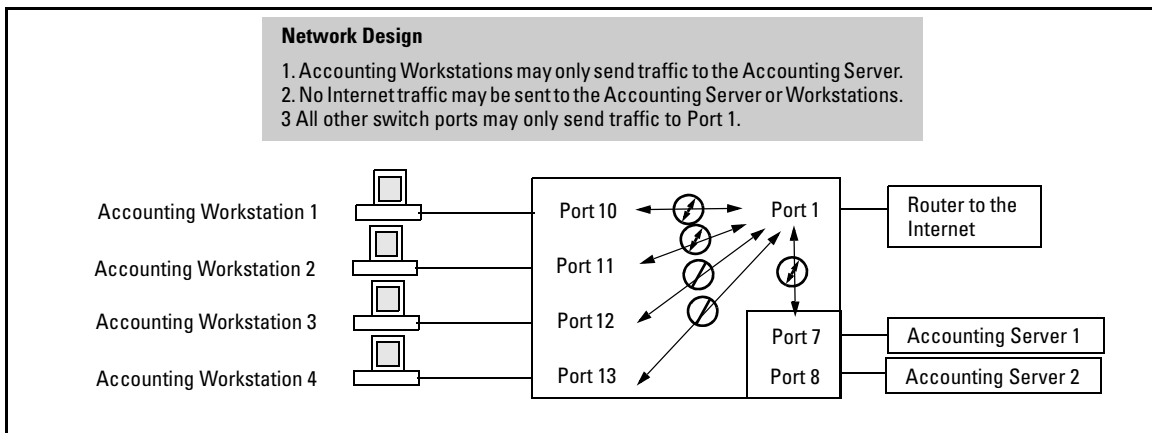 Network Design
1. Accounting Workstations may only send traffic to the Accounting Server.
2. No Internet traffic may be sent to the Accounting Server or Workstations.
3 All other switch ports may only send traffic to Port 1.
Accounting Workstation 1
Port 10
Port 1
Router to the
Internet
Accounting Workstation 2
Port 11
Accounting Workstation 3
Port 12
Port 7
Accounting Server 1
Accounting Workstation 4
Port 13
Port 8
Accounting Server 2